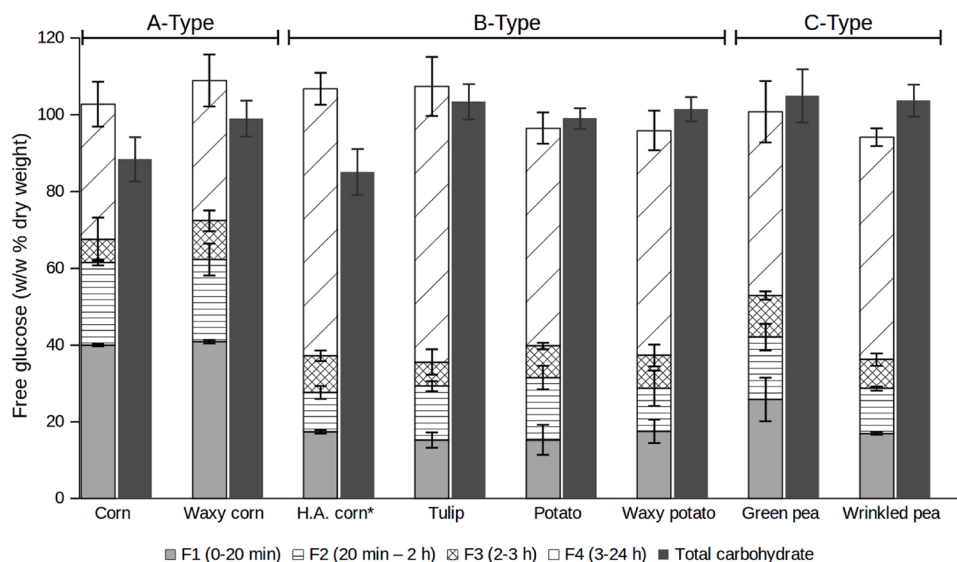 A-Type B-Type C-Type
Free glucose (w/w % dry weight)
120
100
80
60
40
20
0
Corn Waxy corn H.A. corn* Tulip Potato Waxy potato Green pea Wrinkled pea
F1 (0-20 min) F2 (20 min – 2 h) F3 (2-3 h) F4 (3-24 h) Total carbohydrate